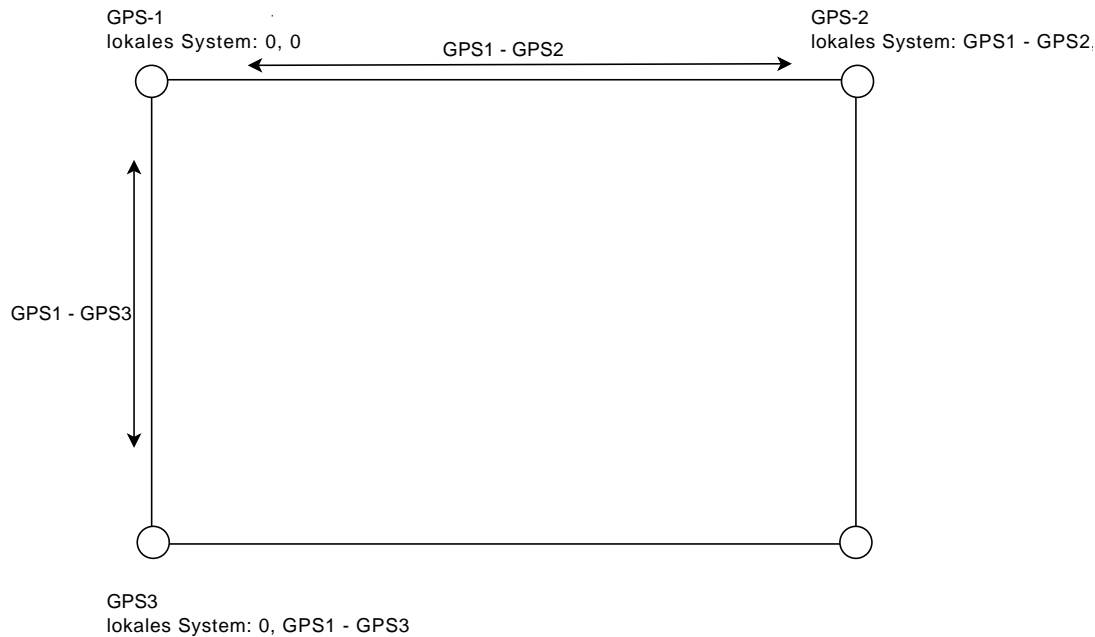 GPS-1
lokales System: 0, 0
GPS-2
lokales System: GPS1 - GPS2,
GPS1 - GPS2
GPS1 - GPS3
GPS3
lokales System: 0, GPS1 - GPS3